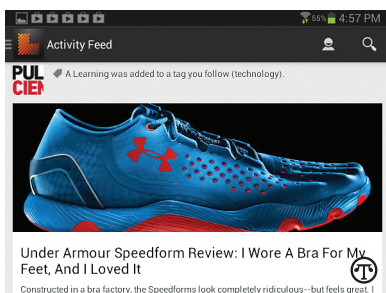 55% 4:57 PM
Activity Feed
PUL
CIEN
A Learning was added to a tag you follow (technology).
Under Armour Speedform Review: I Wore A Bra For My
Feet, And I Loved It
Constructed in a bra factory, the Speedforms look completely ridiculous--but feels great. I